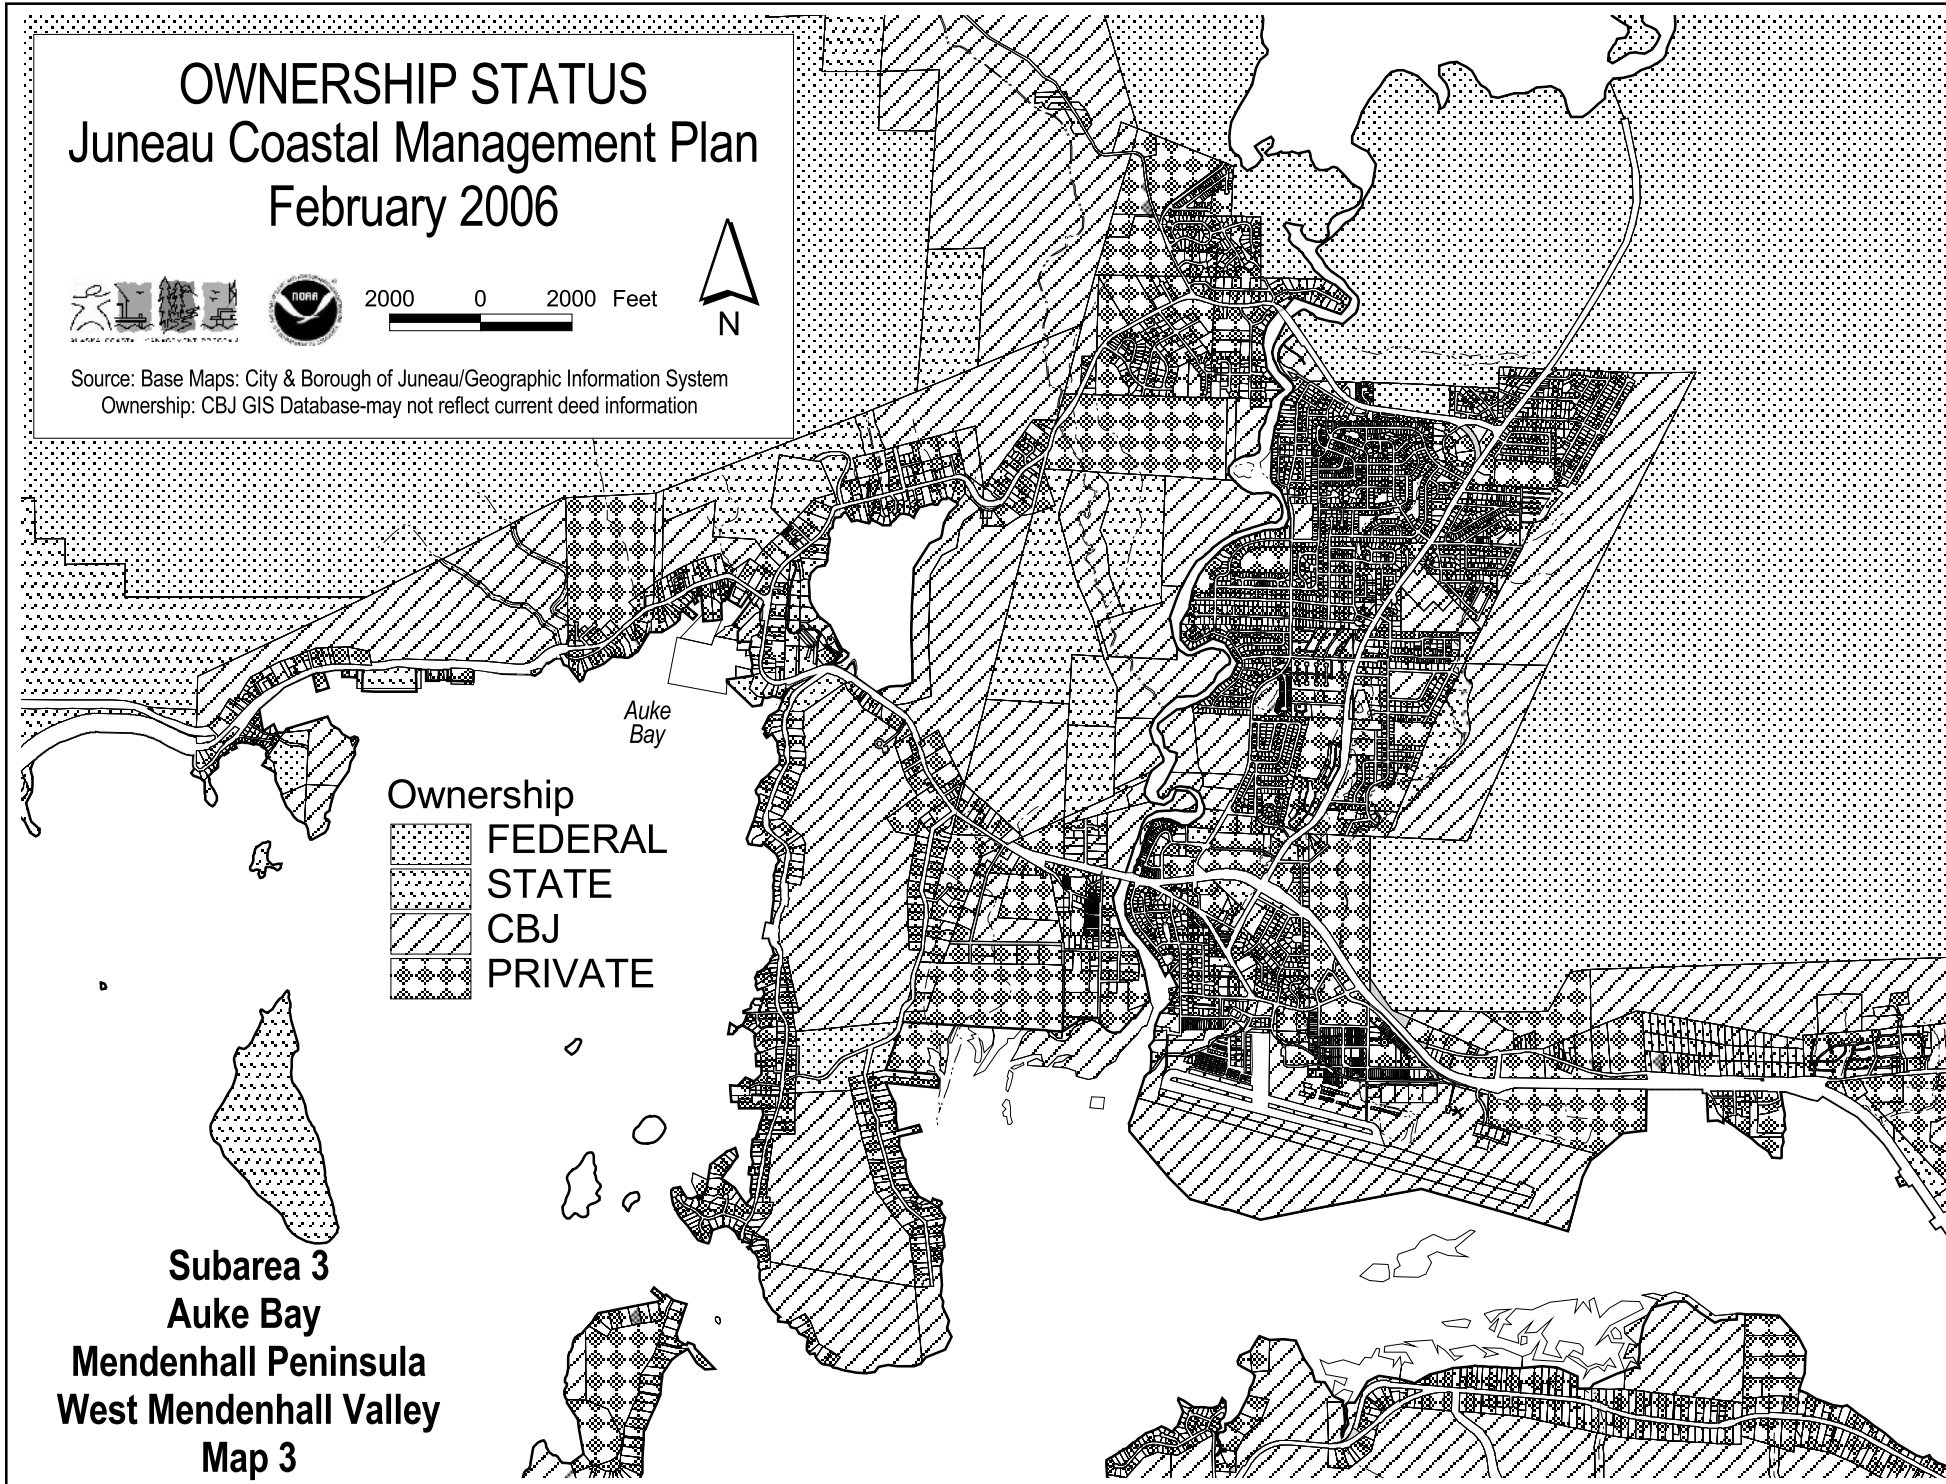 OWNERSHIP STATUS
Juneau Coastal Management Plan
February 2006
NOAA
2000 0 2000 Feet
N
Source: Base Maps: City & Borough of Juneau/Geographic Information System
Ownership: CBJ GIS Database-may not reflect current deed information
Auke
Bay
Ownership
FEDERAL
STATE
CBJ
PRIVATE
Subarea 3
Auke Bay
Mendenhall Peninsula
West Mendenhall Valley
Map 3